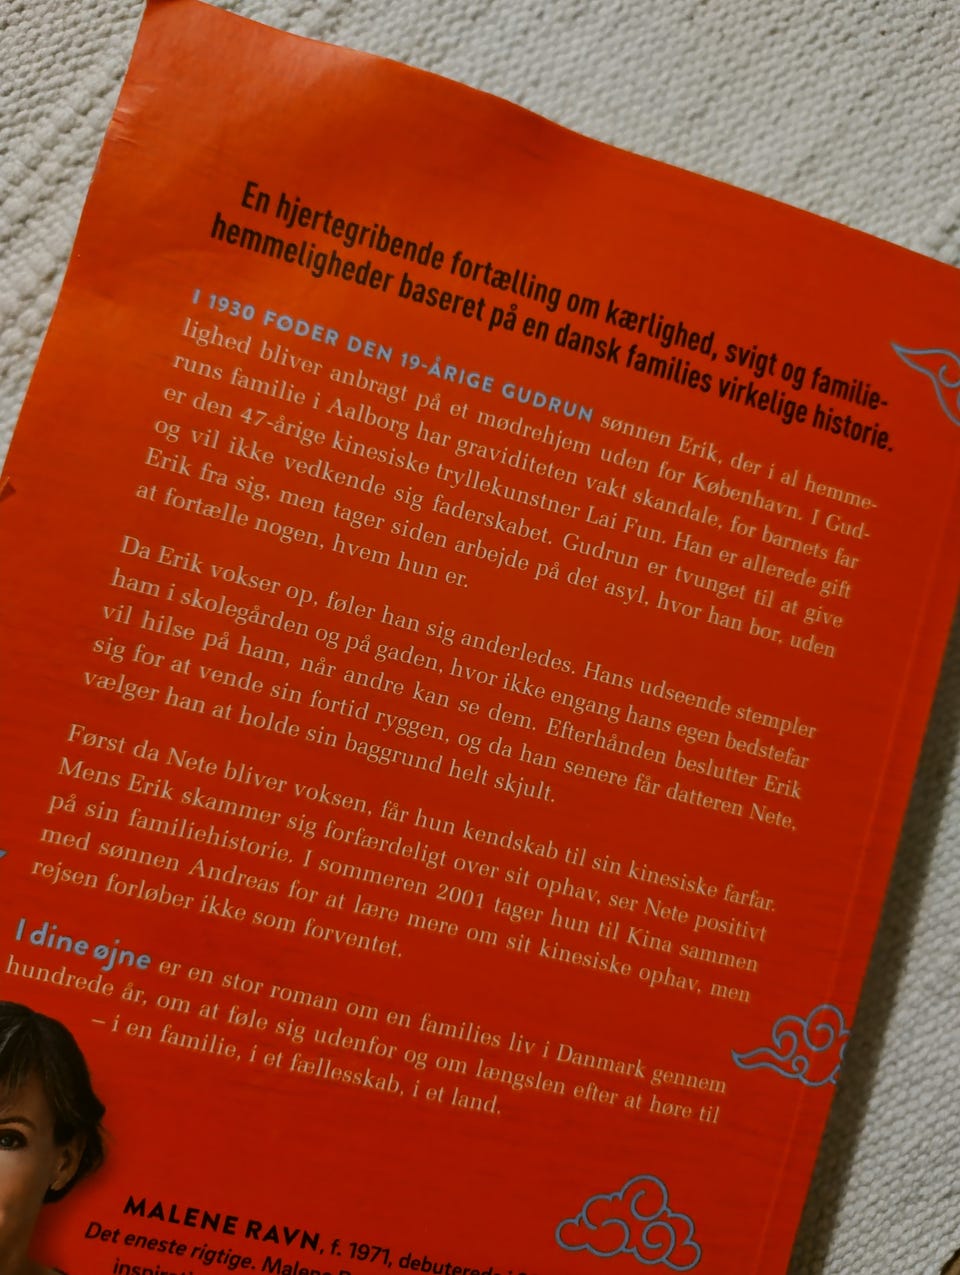 En hjertegribende fortælling om kærlighed, svigt og familie-
hemmeligheder baseret på en dansk families virkelige historie.
I 1930 FØDER DEN 19-ÅRIGE GUDRUN sønnen Erik, der i al hemme-
lighed bliver anbragt på et mødrehjem uden for København. I Gud-
runs familie i Aalborg har graviditeten vakt skandale, for barnets far
er den 47-årige kinesiske tryllekunstner Lai Fun. Han er allerede gift
og vil ikke vedkende sig faderskabet. Gudrun er tvunget til at give
Erik fra sig, men tager siden arbejde på det asyl, hvor han bor, uden
at fortælle nogen, hvem hun er.
Da Erik vokser op, føler han sig anderledes. Hans udseende stempler
ham i skolegården og på gaden, hvor ikke engang hans egen bedstefar
vil hilse på ham, når andre kan se dem. Efterhånden beslutter Erik
sig for at vende sin fortid ryggen, og da han senere får datteren Nete,
vælger han at holde sin baggrund helt skjult.
Først da Nete bliver voksen, får hun kendskab til sin kinesiske farfar.
Mens Erik skammer sig forfærdeligt over sit ophav, ser Nete positivt
på sin familiehistorie. I sommeren 2001 tager hun til Kina sammen
med sønnen Andreas for at lære mere om sit kinesiske ophav, men
rejsen forløber ikke som forventet.
I dine øjne er en stor roman om en families liv i Danmark gennem
hundrede år, om at føle sig udenfor og om længslen efter at høre til
– i en familie, i et fællesskab, i et land.
MALENE RAVN, f. 1971, debuterede i
Det eneste rigtige. Malene